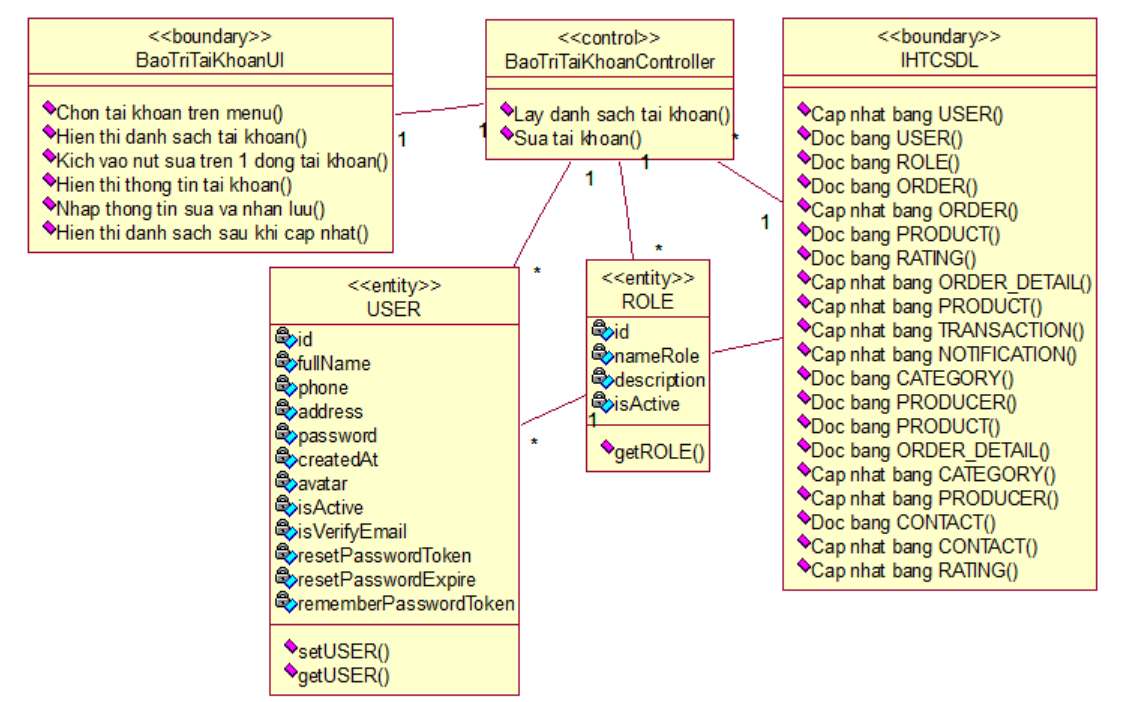 <<boundary>>
BaoTriTaiKhoanUI
Chon tai khoan tren menu()
Hien thi danh sach tai khoan()
Kich vao nut sua tren 1 dong tai khoan()
Hien thi thong tin tai khoan()
Nhap thong tin sua va nhan luu()
Hien thi danh sach sau khi cap nhat()
1
1
<<control>>
BaoTriTaiKhoanController
Lay danh sach tai khoan()
Sua tai khoan()
*
1
1
1
*
*
<<boundary>>
IHTCSDL
Cap nhat bang USER()
Doc bang USER()
Doc bang ROLE()
Doc bang ORDER()
Cap nhat bang ORDER()
Doc bang PRODUCT()
Doc bang RATING()
Cap nhat bang ORDER_DETAIL()
Cap nhat bang PRODUCT()
Cap nhat bang TRANSACTION()
Cap nhat bang NOTIFICATION()
Doc bang CATEGORY()
Doc bang PRODUCER()
Doc bang PRODUCT()
Doc bang ORDER_DETAIL()
Cap nhat bang CATEGORY()
Cap nhat bang PRODUCER()
Doc bang CONTACT()
Cap nhat bang CONTACT()
Cap nhat bang RATING()
<<entity>>
USER
id
fullName
phone
address
password
createdAt
avatar
isActive
isVerifyEmail
resetPasswordToken
resetPasswordExpire
rememberPasswordToken
setUSER()
getUSER()
*
1
<<entity>>
ROLE
id
nameRole
description
isActive
getROLE()